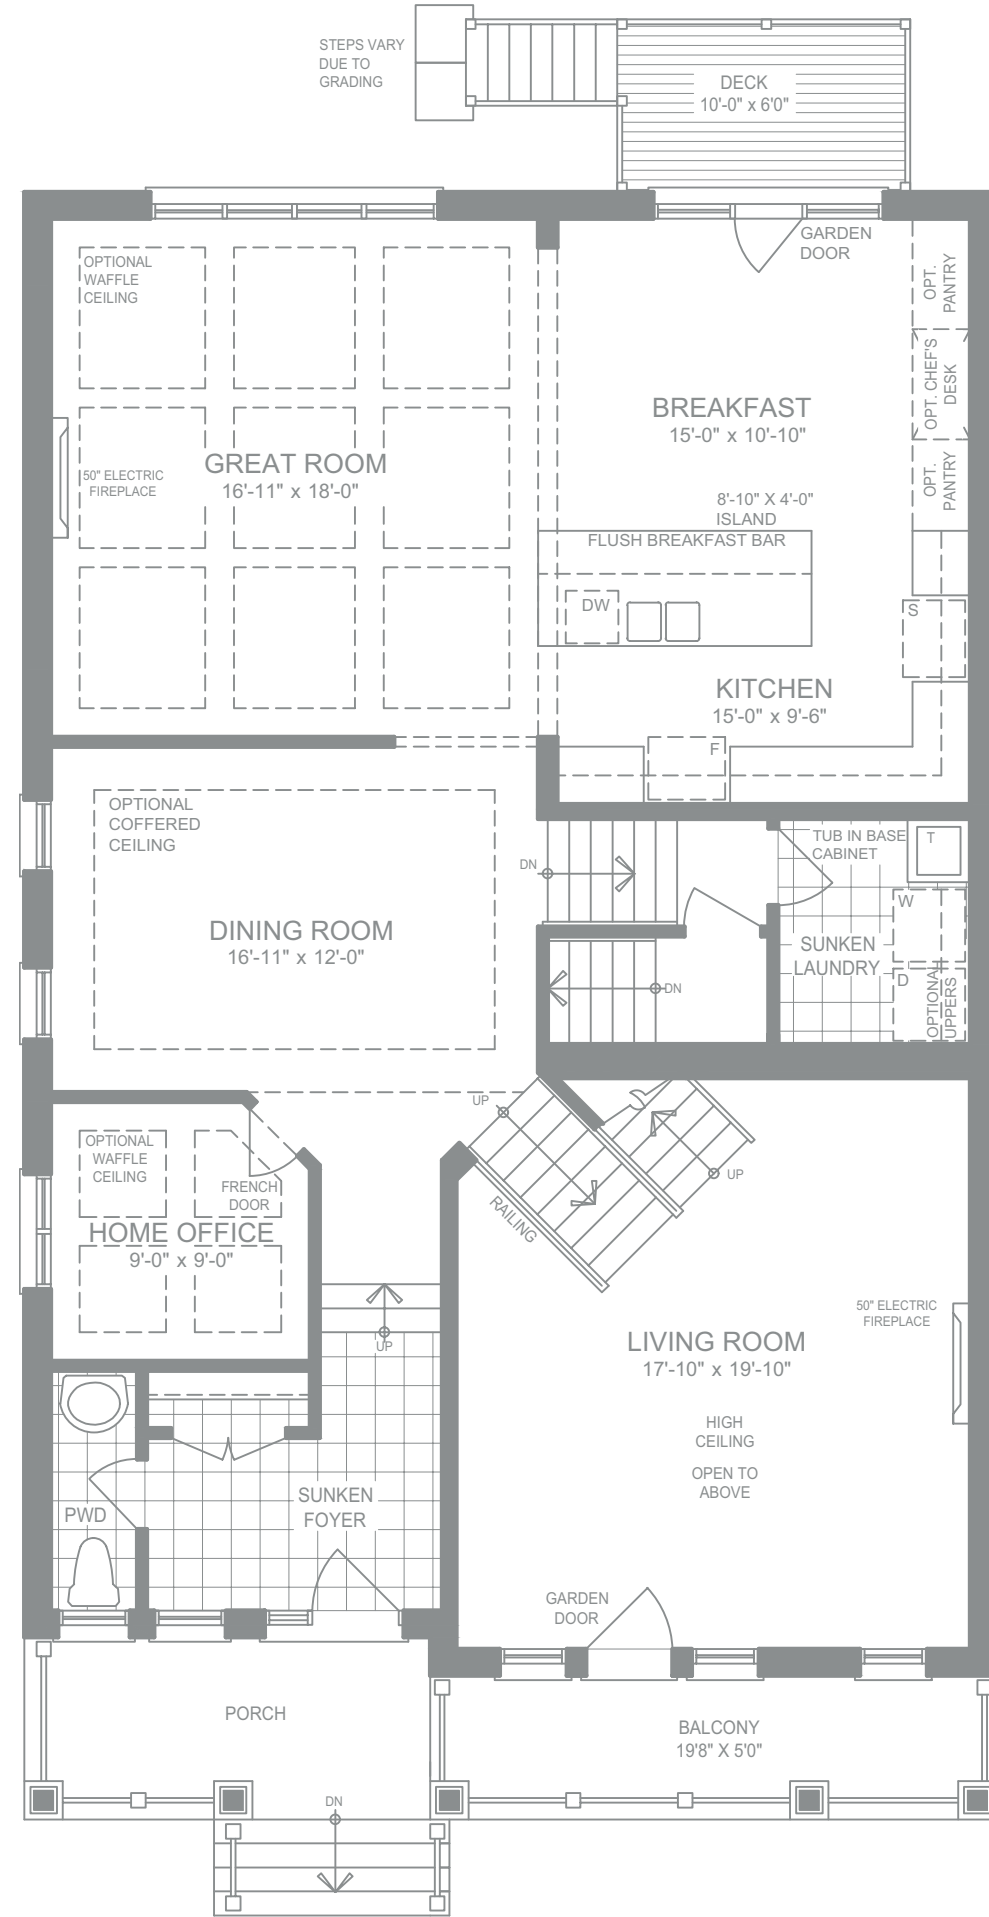 STEPS VARY
DUE TO
GRADING
DECK
10'-0" x 6'0"
GARDEN
DOOR
OPTIONAL
WAFFLE
CEILING
OPT.
PANTRY
OPT. CHEF'S
DESK
OPT.
PANTRY
BREAKFAST
15'-0" x 10'-10"
GREAT ROOM
16'-11" x 18'-0"
50" ELECTRIC
FIREPLACE
8'-10" X 4'-0"
ISLAND
FLUSH BREAKFAST BAR
DW
S
KITCHEN
15'-0" x 9'-6"
F
OPTIONAL
COFFERED
CEILING
DINING ROOM
16'-11" x 12'-0"
DN
DN
TUB IN BASE
CABINET
T
W
SUNKEN
LAUNDRY
D
OPTIONAL
UPPERS
UP
UP
RAILING
OPTIONAL
WAFFLE
CEILING
FRENCH
DOOR
HOME OFFICE
9'-0" x 9'-0"
UP
50" ELECTRIC
FIREPLACE
LIVING ROOM
17'-10" x 19'-10"
HIGH
CEILING
OPEN TO
ABOVE
SUNKEN
FOYER
PWD
GARDEN
DOOR
PORCH
BALCONY
19'8" X 5'0"
DN